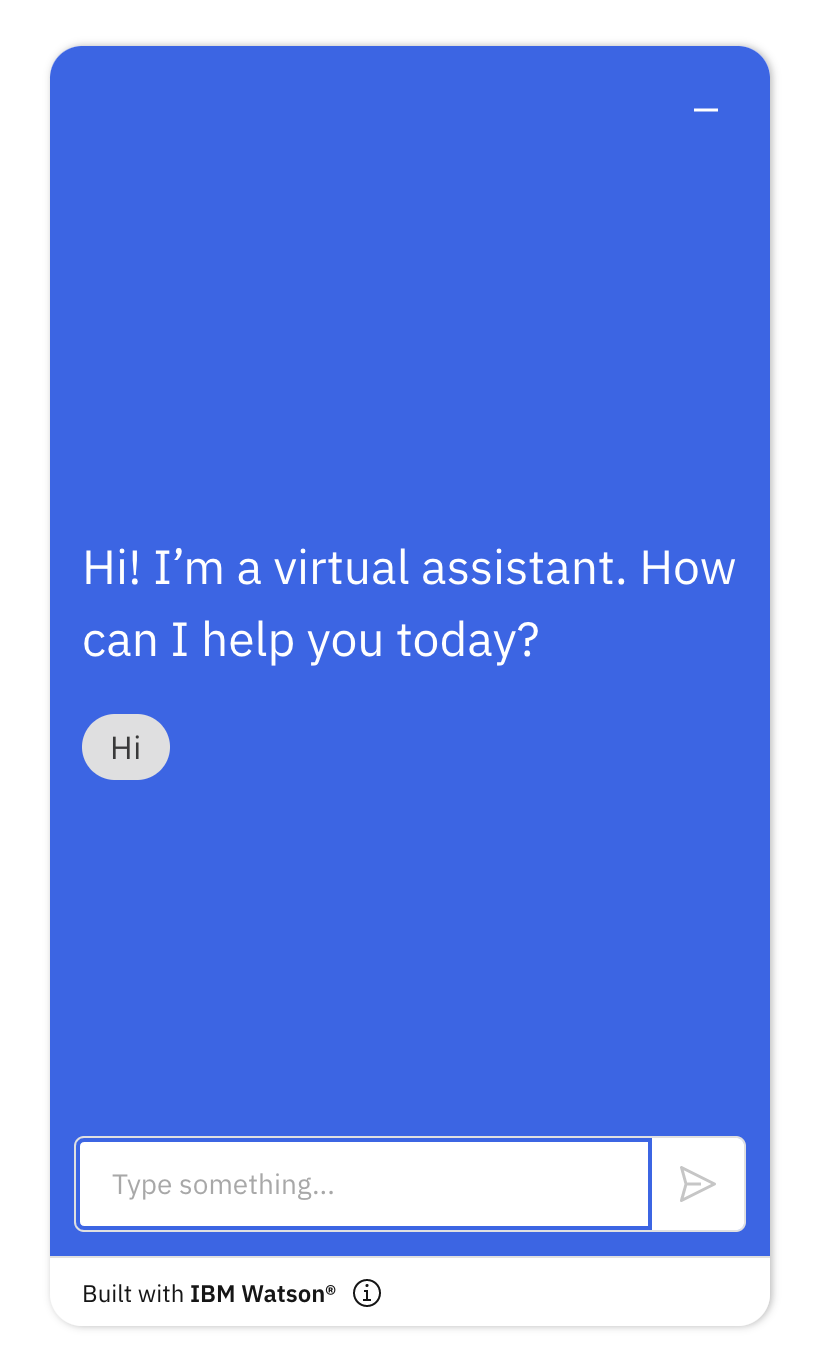 Hi! I’m a virtual assistant. How
can I help you today?
Hi
Type something...
Built with IBM Watson®